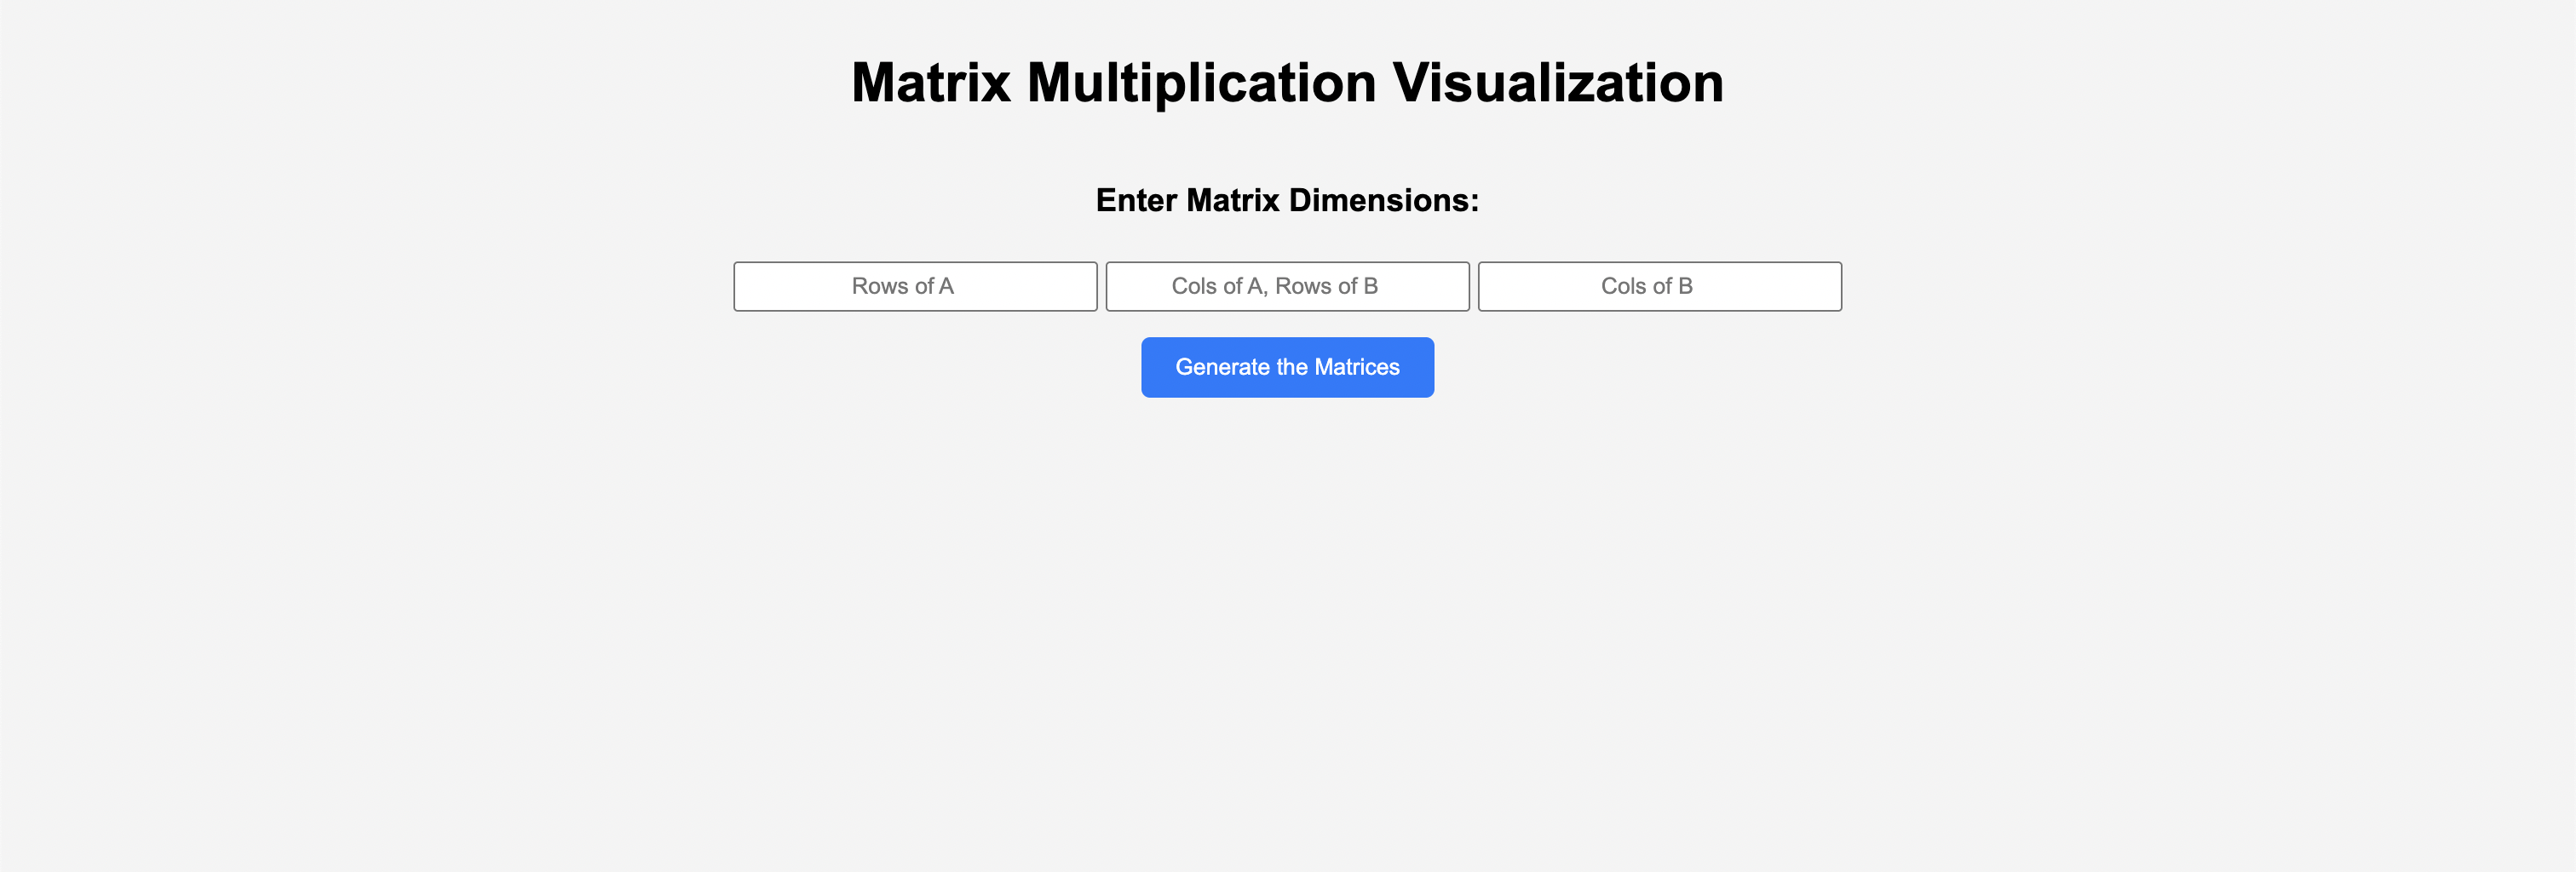 Matrix Multiplication Visualization
Enter Matrix Dimensions:
Rows of A
Cols of A, Rows of B
Cols of B
Generate the Matrices